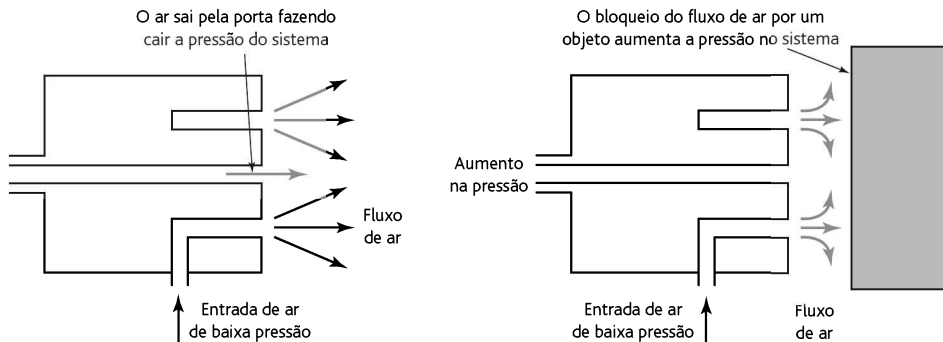 O ar sai pela porta fazendo
cair a pressão do sistema
Fluxo
de ar
Entrada de ar
de baixa pressão
O bloqueio do fluxo de ar por um
objeto aumenta a pressão no sistema
Aumento
na pressão
Entrada de ar
de baixa pressão
Fluxo
de ar